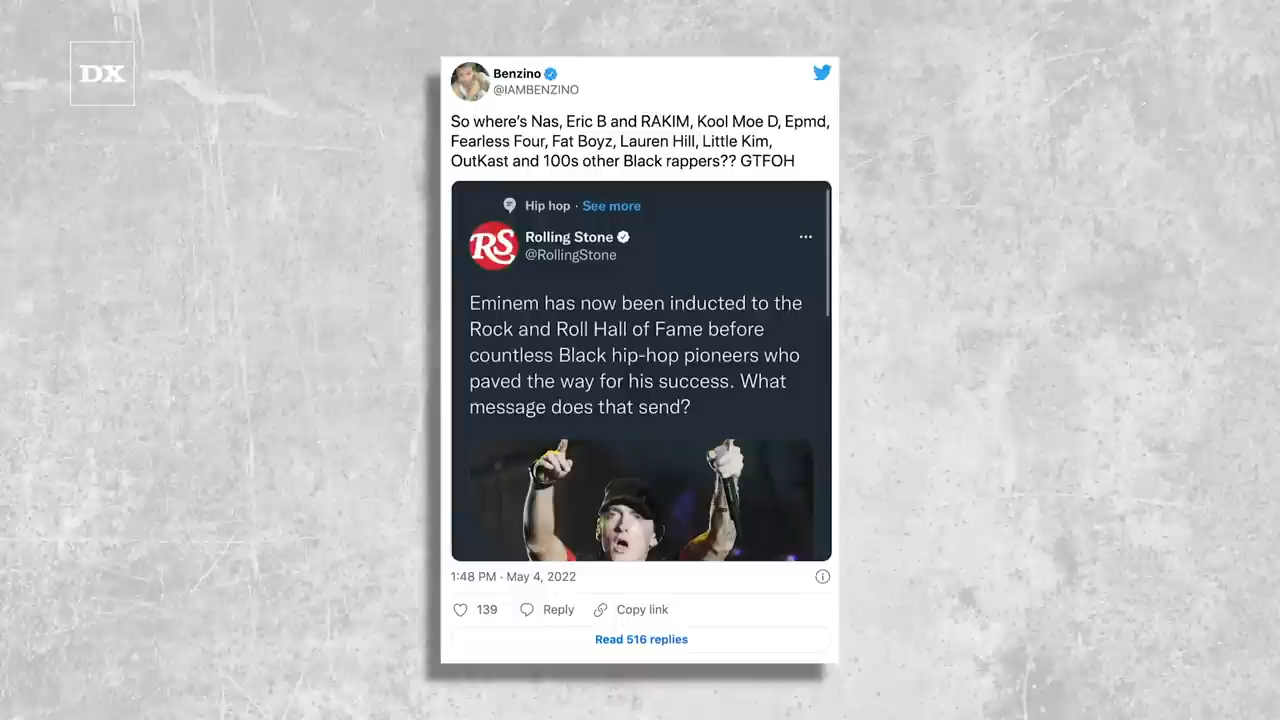 DX
Benzino
@IAMBENZINO
So where's Nas, Eric B and RAKIM, Kool Moe D, Epmd,
Fearless Four, Fat Boyz, Lauren Hill, Little Kim,
OutKast and 100s other Black rappers?? GTFOH
Hip hop · See more
RS
Rolling Stone
@RollingStone
Eminem has now been inducted to the
Rock and Roll Hall of Fame before
countless Black hip-hop pioneers who
paved the way for his success. What
message does that send?
1:48 PM · May 4, 2022
139 Reply Copy link
Read 516 replies